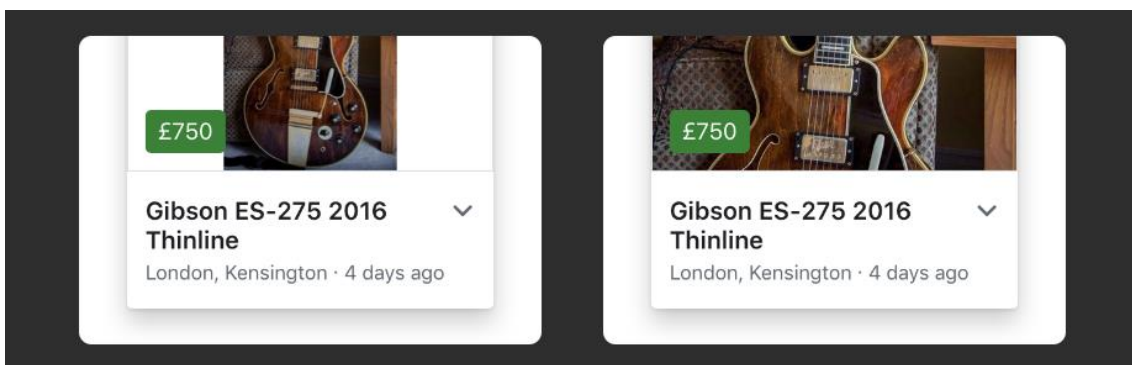 £750
Gibson ES-275 2016
Thinline
London, Kensington · 4 days ago
£750
Gibson ES-275 2016
Thinline
London, Kensington · 4 days ago